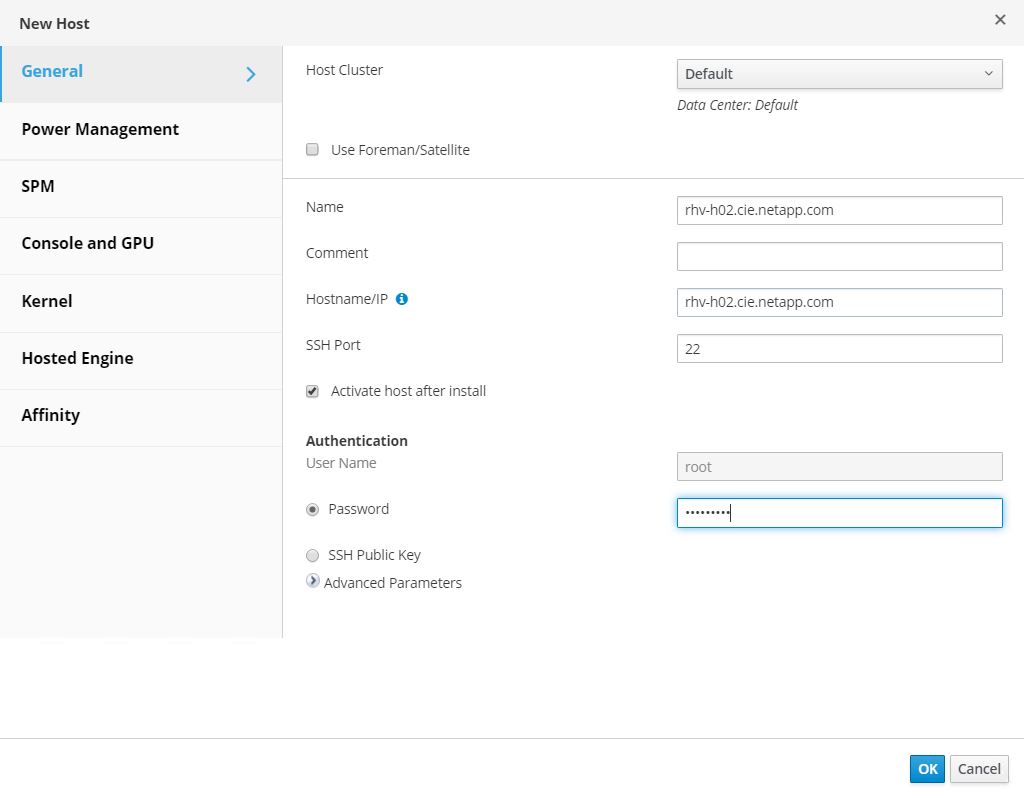 New Host
General
Power Management
SPM
Console and GPU
Kernel
Hosted Engine
Affinity
Host Cluster
Default
Data Center: Default
Use Foreman/Satellite
Name
rhv-h02.cie.netapp.com
Comment
Hostname/IP
rhv-h02.cie.netapp.com
SSH Port
22
Activate host after install
Authentication
User Name
root
Password
•••••••••
SSH Public Key
Advanced Parameters
OK
Cancel